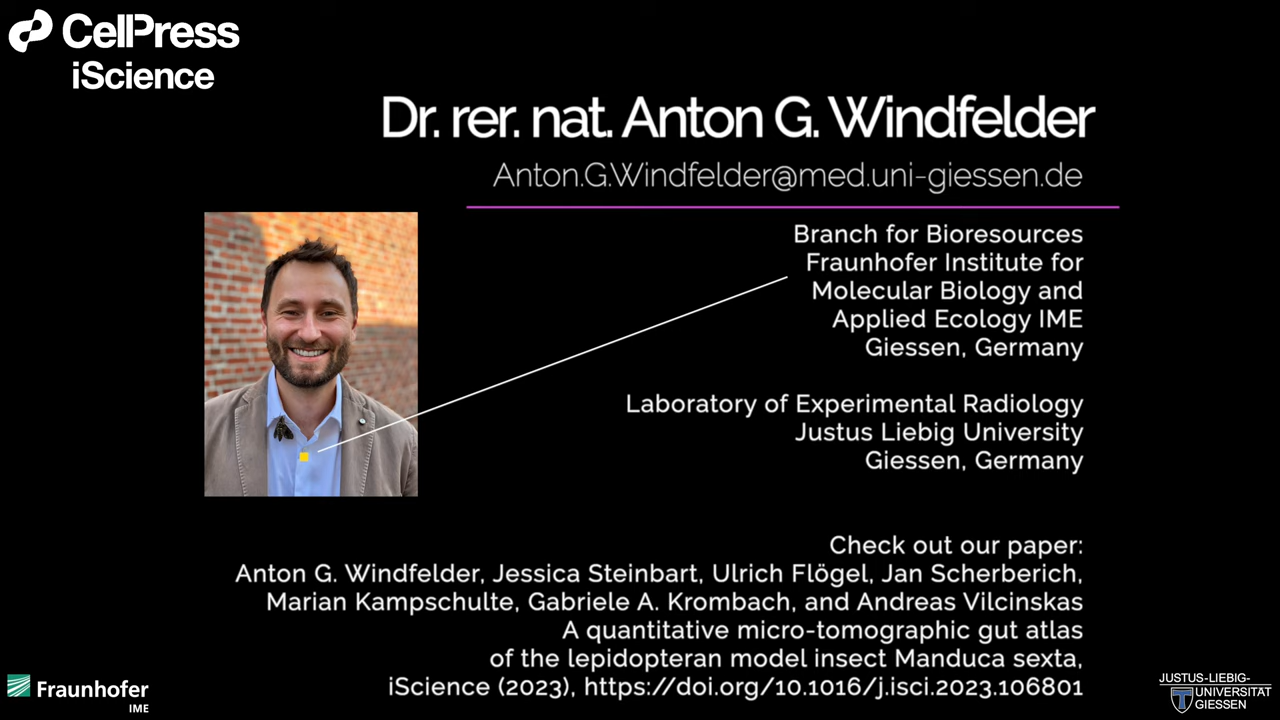 CellPress
iScience
Dr. rer. nat. Anton G. Windfelder
Anton.G.Windfelder@med.uni-giessen.de
Branch for Bioresources
Fraunhofer Institute for
Molecular Biology and
Applied Ecology IME
Giessen, Germany
Laboratory of Experimental Radiology
Justus Liebig University
Giessen, Germany
Check out our paper:
Anton G. Windfelder, Jessica Steinbart, Ulrich Flögel, Jan Scherberich,
Marian Kampschulte, Gabriele A. Krombach, and Andreas Vilcinskas
A quantitative micro-tomographic gut atlas
of the lepidopteran model insect Manduca sexta,
iScience (2023), https://doi.org/10.1016/j.isci.2023.106801
Fraunhofer
IME
JUSTUS-LIEBIG-
UNIVERSITÄT
GIESSEN